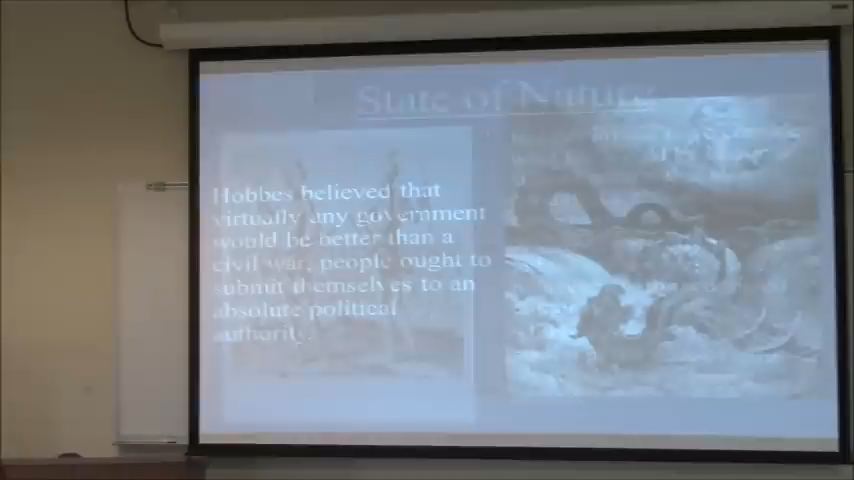 State of Nature
Hobbes believed that
virtually any government
would be better than a
civil war, people ought to
submit themselves to an
absolute political
authority.